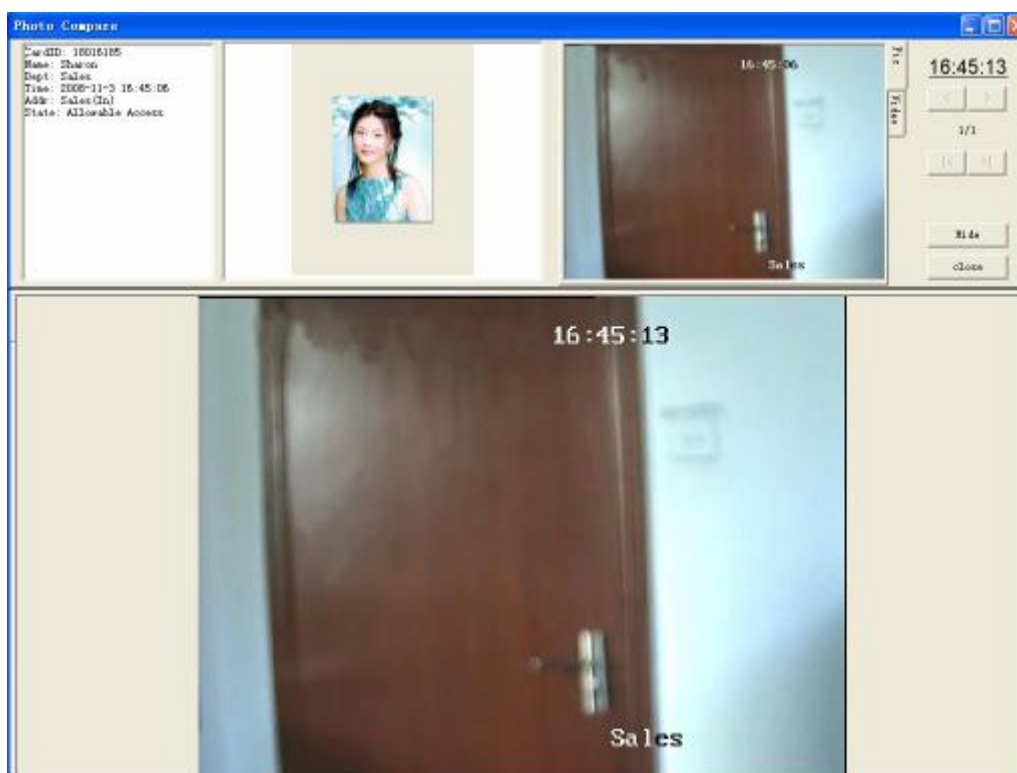 Photo Compare
CardID: 18016185
Name: Sharon
Dept: Sales
Time: 2008-11-3 16:45:06
Addr: Sales(In)
State: Allowable Access
16:45:06
Sales
Pic
Video
16:45:13
< >
1/1
|< >|
Hide
close
16:45:13
Sales